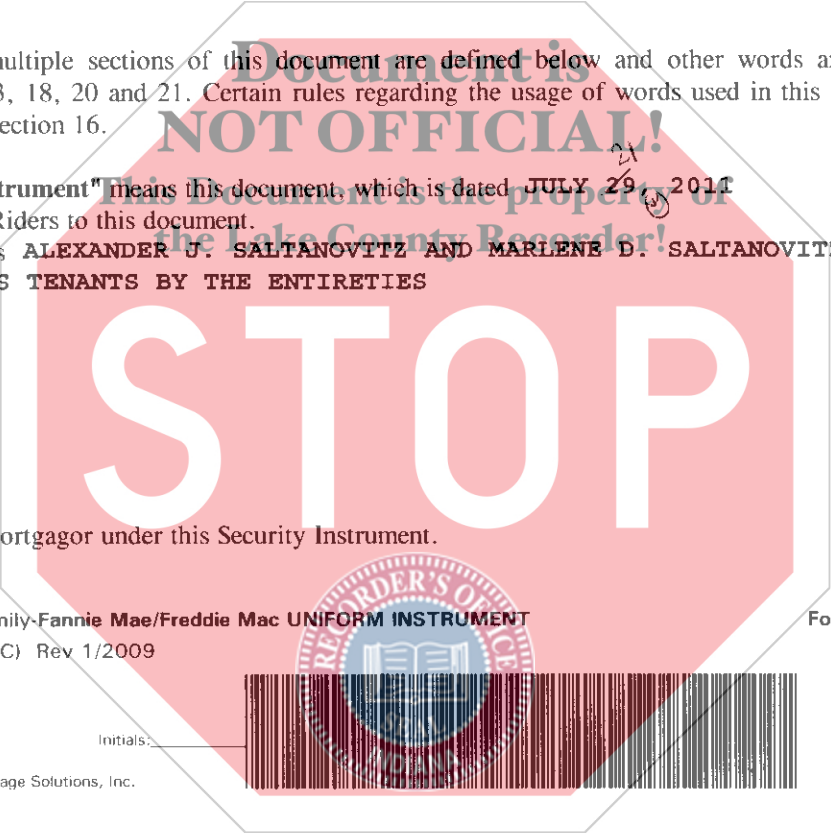 multiple sections of this document are defined below and other words a
3, 18, 20 and 21. Certain rules regarding the usage of words used in this
ection 16.
Document is
NOT OFFICIAL!
This Document is the property of
the Lake County Recorder!
21
trument" means this document, which is dated JULY 29, 2011
Riders to this document.
s ALEXANDER J. SALTANOVITZ AND MARLENE D. SALTANOVITZ
S TENANTS BY THE ENTIRETIES
STOP
ortgagor under this Security Instrument.
nily-Fannie Mae/Freddie Mac UNIFORM INSTRUMENT Fo
C) Rev 1/2009
RECORDER'S OFFICE
SEAL
INDIANA
Initials:
age Solutions, Inc.